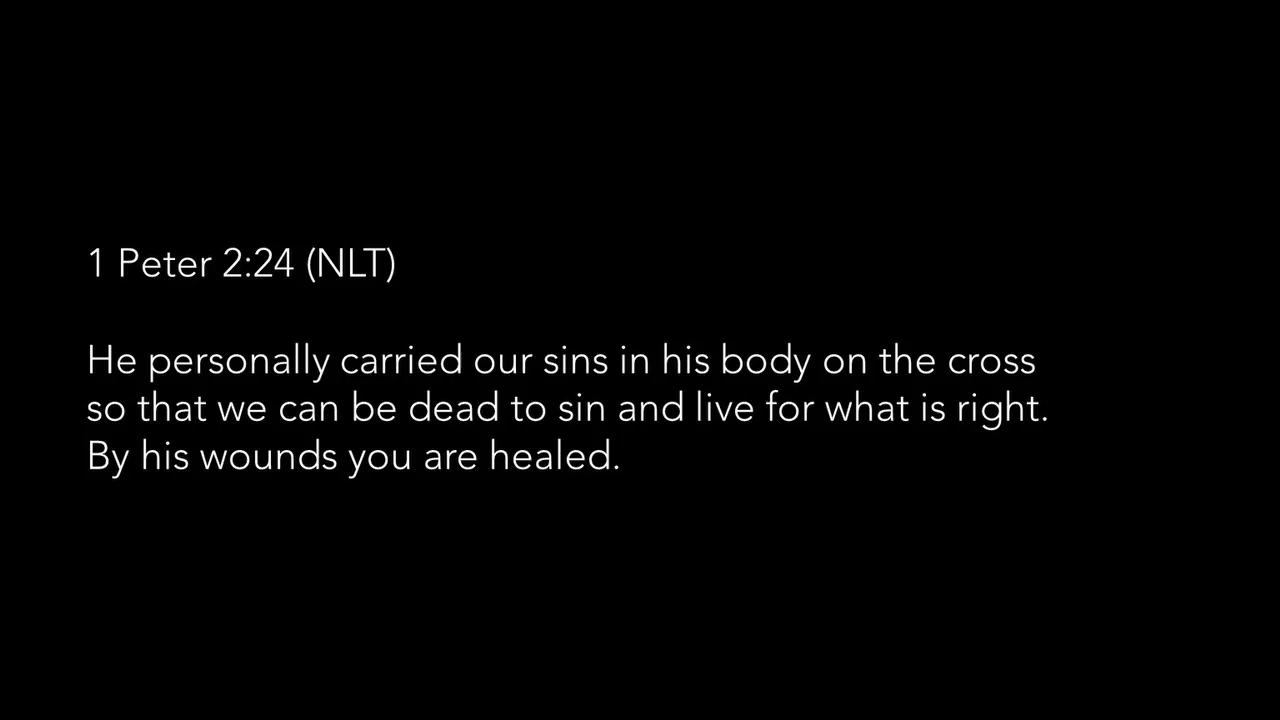 1 Peter 2:24 (NLT)
He personally carried our sins in his body on the cross
so that we can be dead to sin and live for what is right.
By his wounds you are healed.